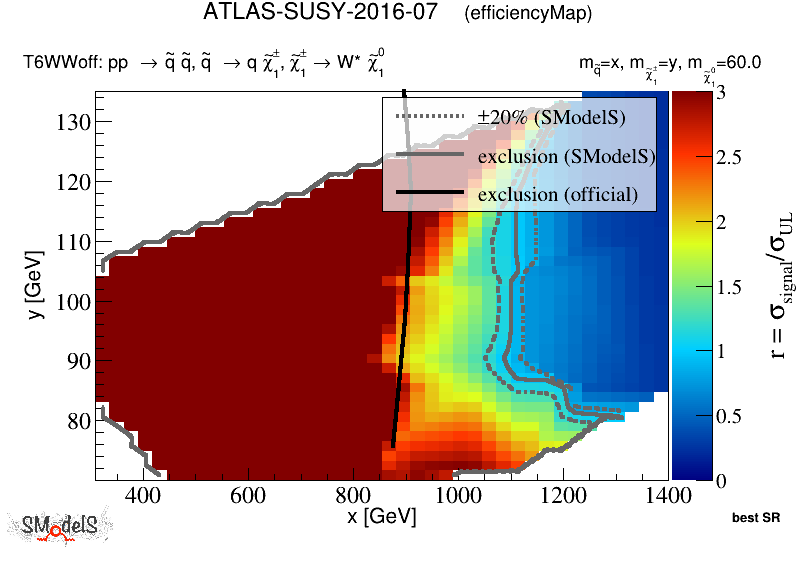 ATLAS-SUSY-2016-07 (efficiencyMap)
T6WWoff: pp → q̃ q̃, q̃ → q χ̃₁±, χ̃₁± → W* χ̃₁⁰
m_q̃=x, m_χ̃₁±=y, m_χ̃₁⁰=60.0
±20% (SModelS)
exclusion (SModelS)
exclusion (official)
130
120
110
100
90
80
y [GeV]
400 600 800 1000 1200 1400
x [GeV]
3
2.5
2
1.5
1
0.5
0
r = σ_signal/σ_UL
SModelS
best SR